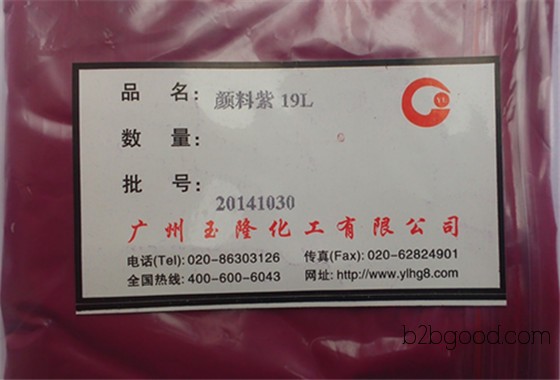 品 名: 颜料紫 19L
数 量:
批 号: 20141030
广州玉隆化工有限公司
电话(Tel): 020-86303126 传真(Fax): 020-62824901
全国热线: 400-600-6043 网址: http://www.ylhg8.com
b2bgood.com